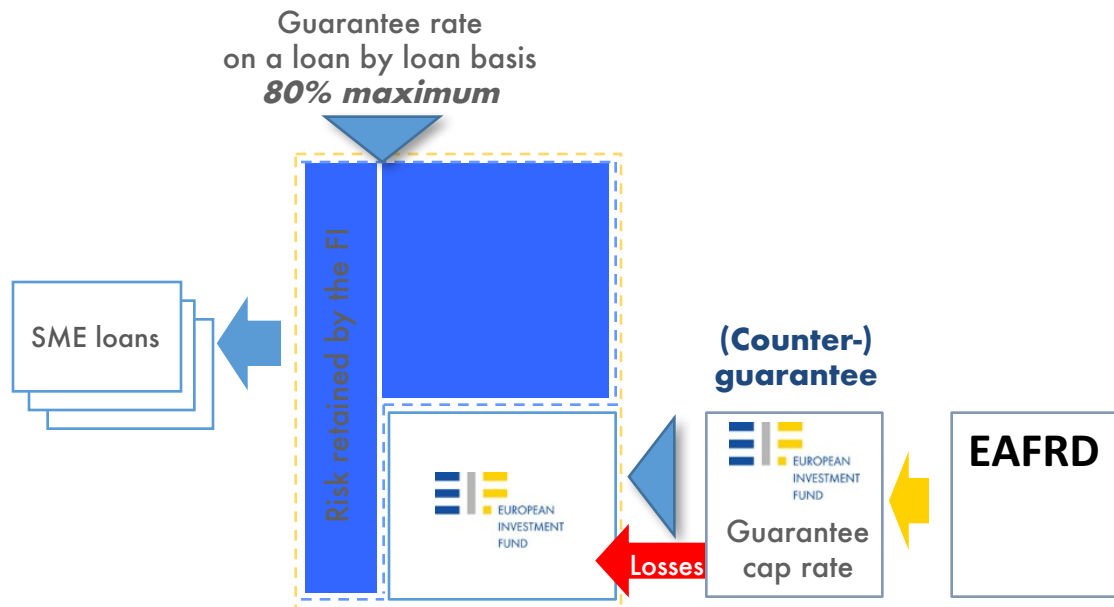 Guarantee rate
on a loan by loan basis
80% maximum
Risk retained by the FI
SME loans
EUROPEAN
INVESTMENT
FUND
(Counter-)
guarantee
Losses
EUROPEAN
INVESTMENT
FUND
Guarantee
cap rate
EAFRD